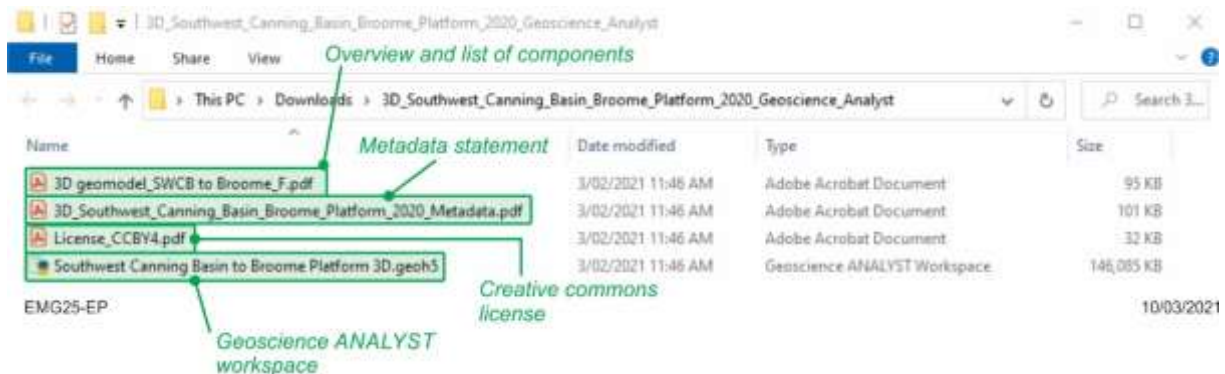 3D_Southwest_Canning_Basin_Broome_Platform_2020_Geoscience_Analyst
File Home Share View Overview and list of components
This PC Downloads 3D_Southwest_Canning_Basin_Broome_Platform_2020_Geoscience_Analyst Search 3...
Name Metadata statement Date modified Type Size
3D geomodel_SWCB to Broome_F.pdf 3/02/2021 11:46 AM Adobe Acrobat Document 95 KB
3D_Southwest_Canning_Basin_Broome_Platform_2020_Metadata.pdf 3/02/2021 11:46 AM Adobe Acrobat Document 101 KB
License_CCBY4.pdf 3/02/2021 11:46 AM Adobe Acrobat Document 32 KB
Southwest Canning Basin to Broome Platform 3D.geoh5 3/02/2021 11:46 AM Geoscience ANALYST Workspace 146,085 KB
Creative commons
license
EMG25-EP 10/03/2021
Geoscience ANALYST
workspace